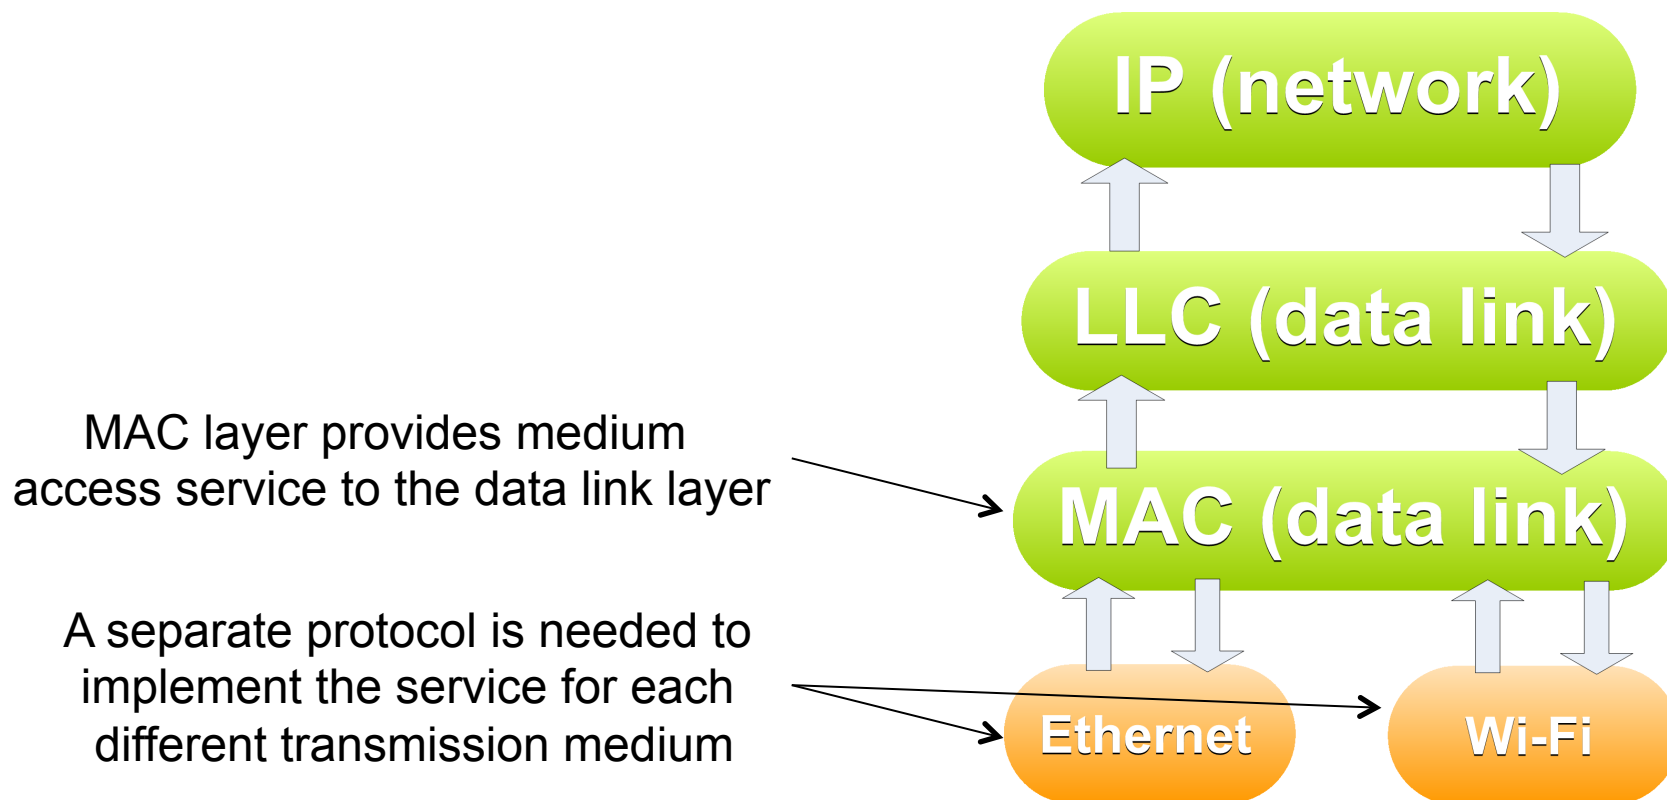 IP (network)
LLC (data link)
MAC layer provides medium
access service to the data link layer
MAC (data link)
A separate protocol is needed to
implement the service for each
different transmission medium
Ethernet
Wi-Fi